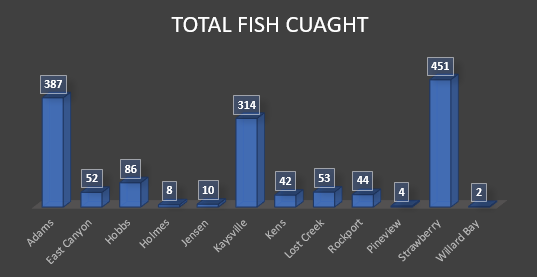 TOTAL FISH CUAGHT
387
52
86
8
10
314
42
53
44
4
451
2
Adams
East Canyon
Hobbs
Holmes
Jensen
Kaysville
Kens
Lost Creek
Rockport
Pineview
Strawberry
Willard Bay